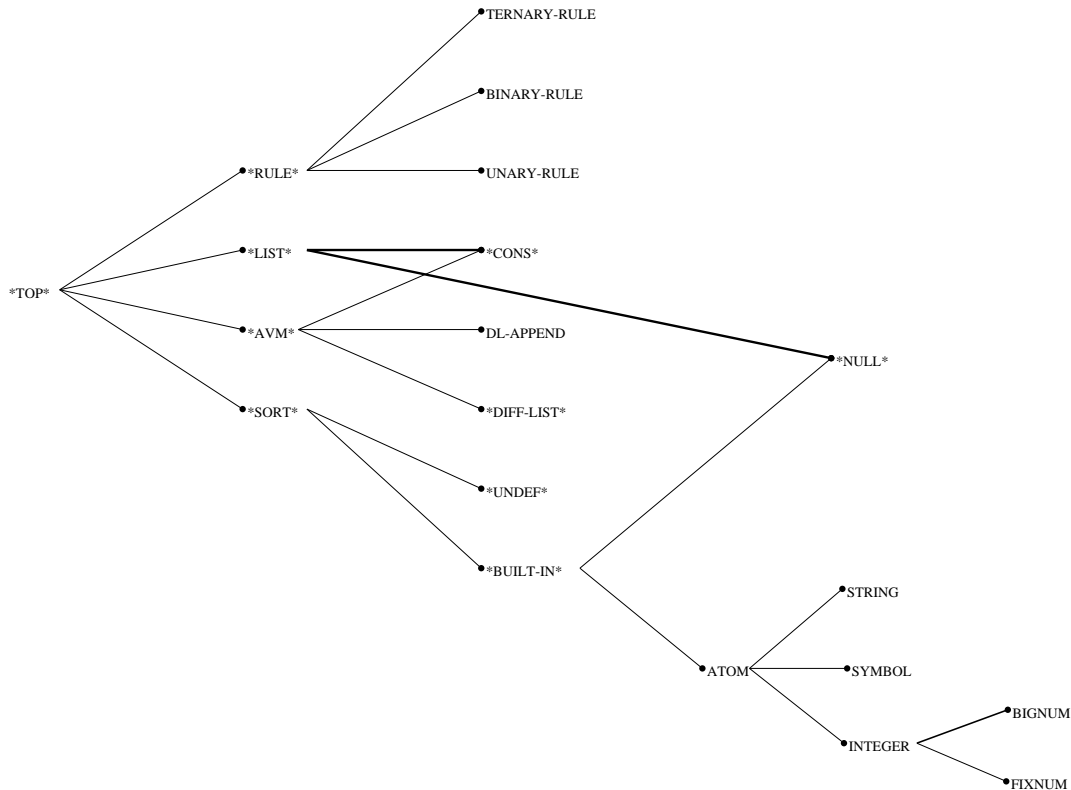 TERNARY-RULE
BINARY-RULE
*RULE*
UNARY-RULE
*LIST*
*CONS*
*TOP*
*AVM*
DL-APPEND
*NULL*
*SORT*
*DIFF-LIST*
*UNDEF*
*BUILT-IN*
STRING
ATOM
SYMBOL
BIGNUM
INTEGER
FIXNUM